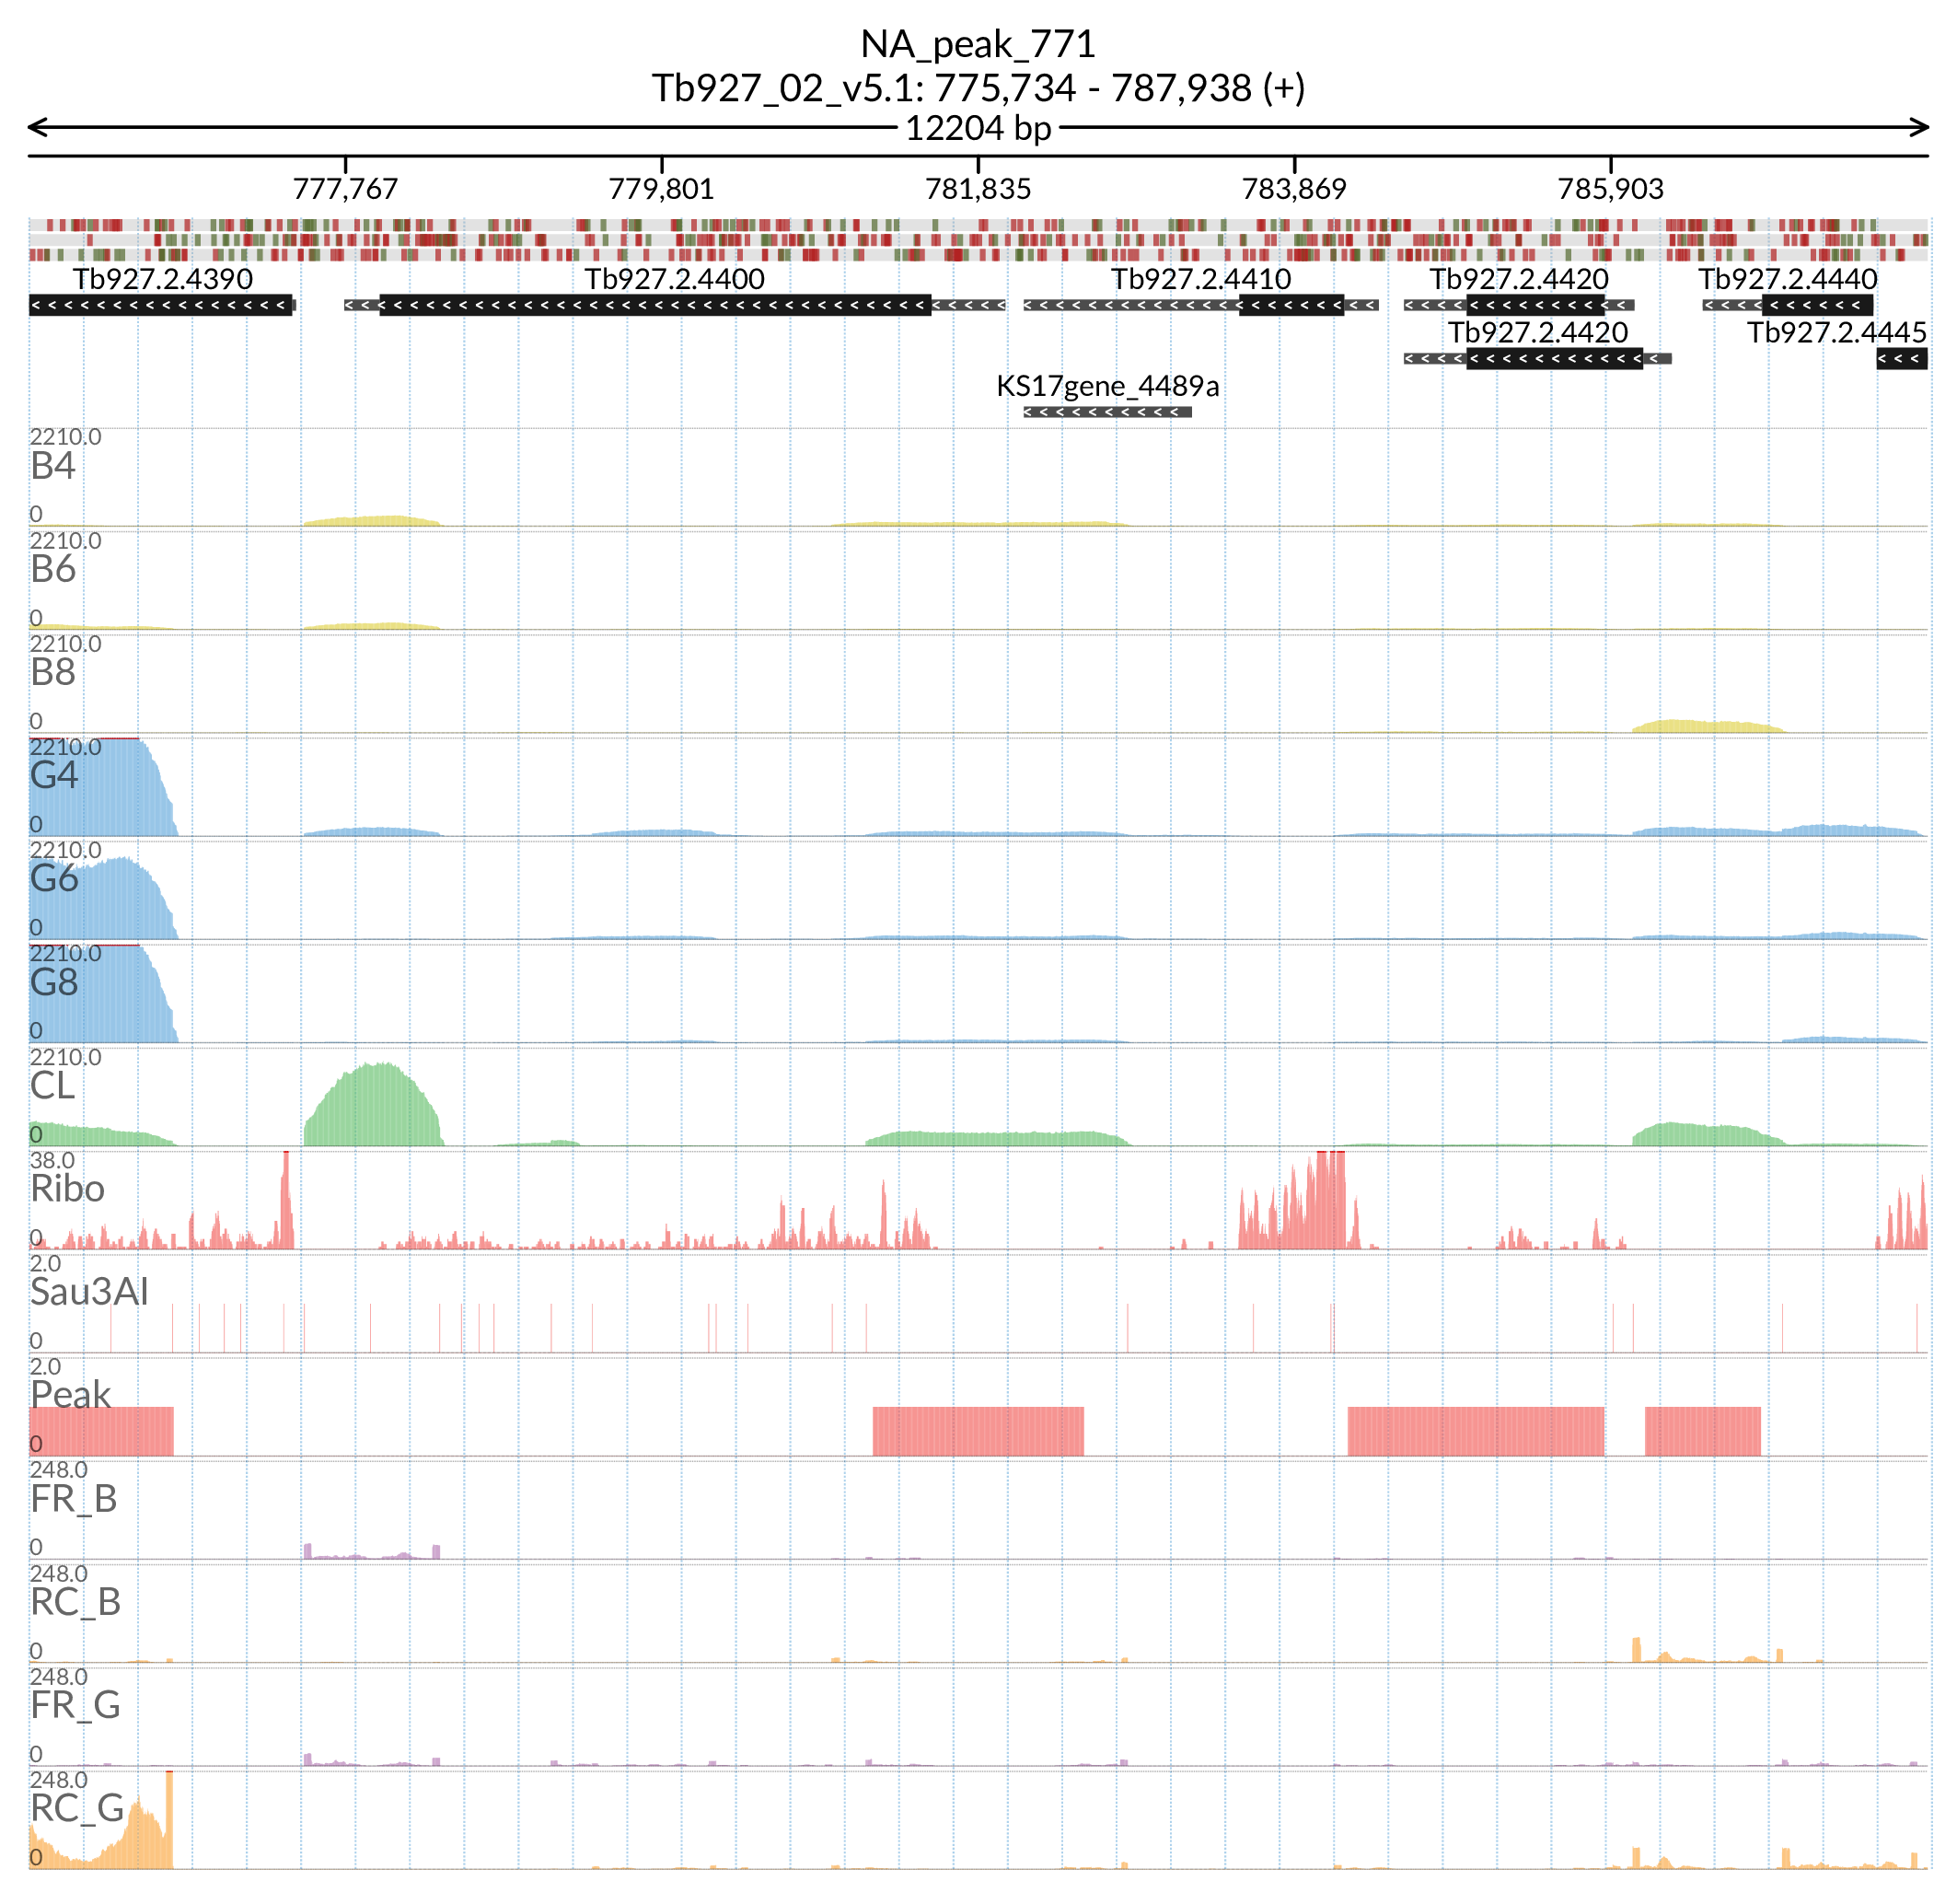 NA_peak_771
Tb927_02_v5.1: 775,734 - 787,938 (+)
12204 bp
777,767 779,801 781,835 783,869 785,903
Tb927.2.4390 Tb927.2.4400 Tb927.2.4410 Tb927.2.4420 Tb927.2.4440
Tb927.2.4420 Tb927.2.4445
KS17gene_4489a
2210.0
B4
0
2210.0
B6
0
2210.0
B8
0
2210.0
G4
0
2210.0
G6
0
2210.0
G8
0
2210.0
CL
0
38.0
Ribo
0
2.0
Sau3AI
0
2.0
Peak
0
248.0
FR_B
0
248.0
RC_B
0
248.0
FR_G
0
248.0
RC_G
0